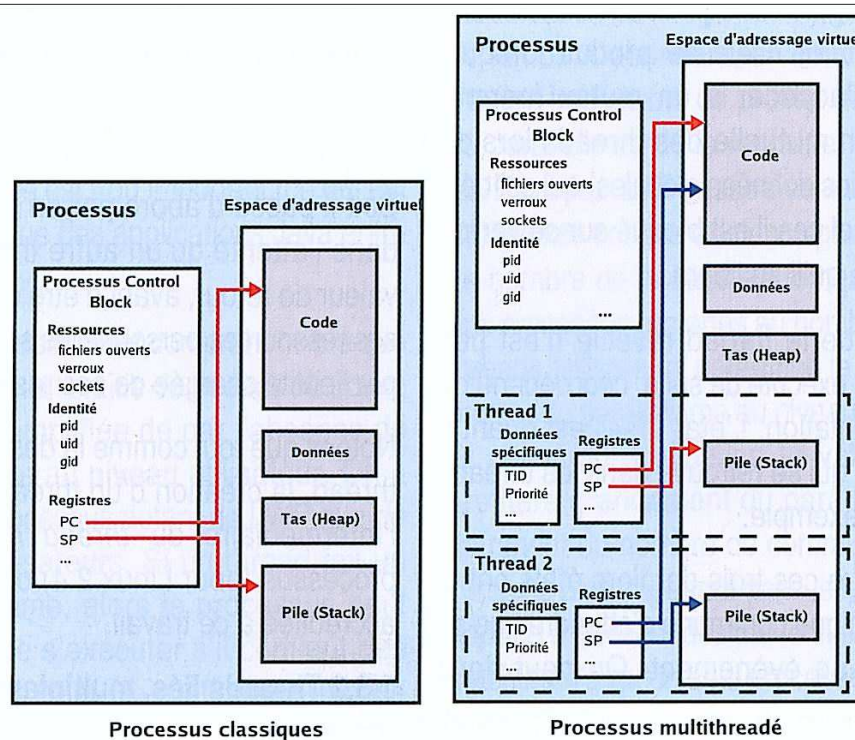 Processus
Espace d'adressage virtuel
Processus Control
Block
Ressources
fichiers ouverts
verroux
sockets
Identité
pid
uid
gid
Registres
PC
SP
...
Code
Données
Tas (Heap)
Pile (Stack)
Processus classiques
Processus
Espace d'adressage virtuel
Processus Control
Block
Ressources
fichiers ouverts
verroux
sockets
Identité
pid
uid
gid
...
Code
Données
Tas (Heap)
Thread 1
Données
spécifiques
TID
Priorité
...
Registres
PC
SP
...
Pile (Stack)
Thread 2
Données
spécifiques
TID
Priorité
...
Registres
PC
SP
...
Pile (Stack)
Processus multithreadé